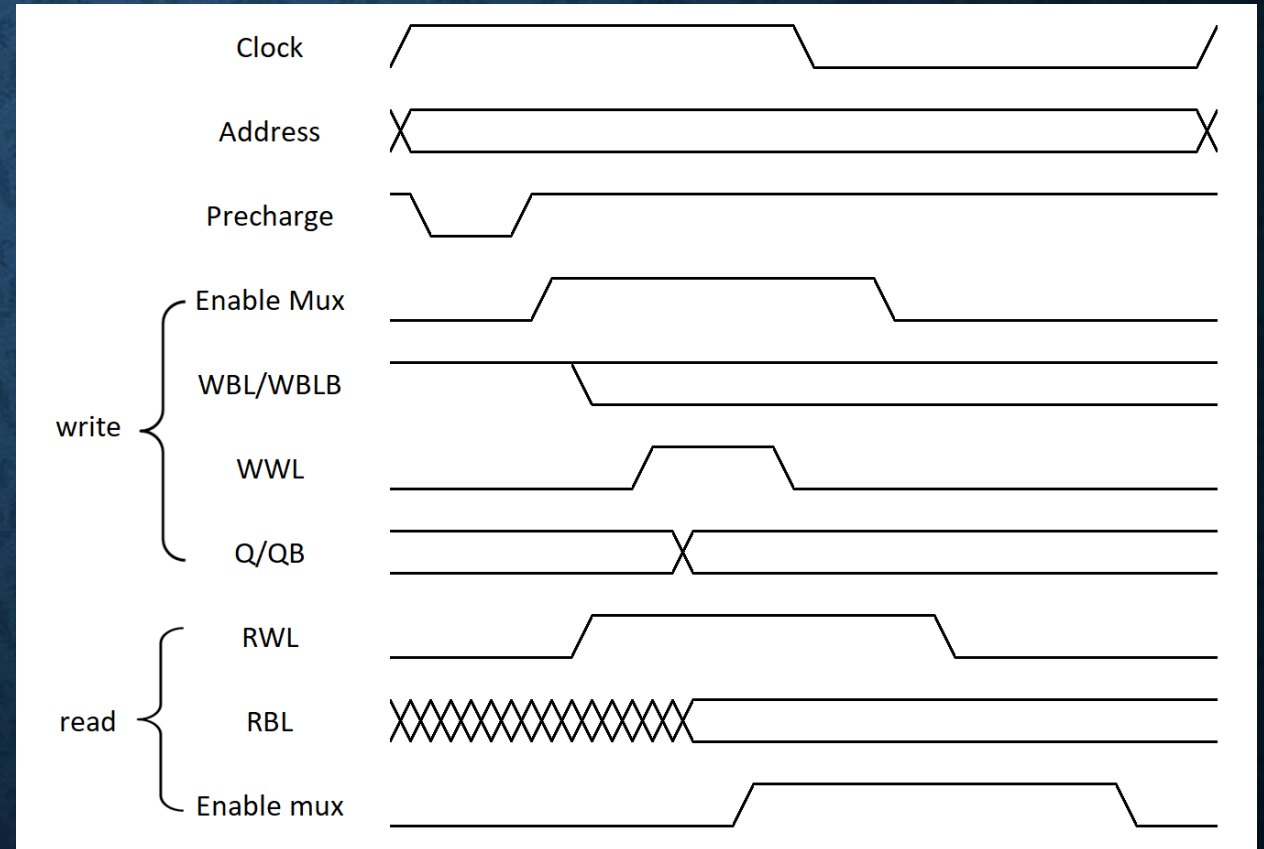 Clock
Address
Precharge
Enable Mux
WBL/WBLB
write
WWL
Q/QB
RWL
read
RBL
Enable mux